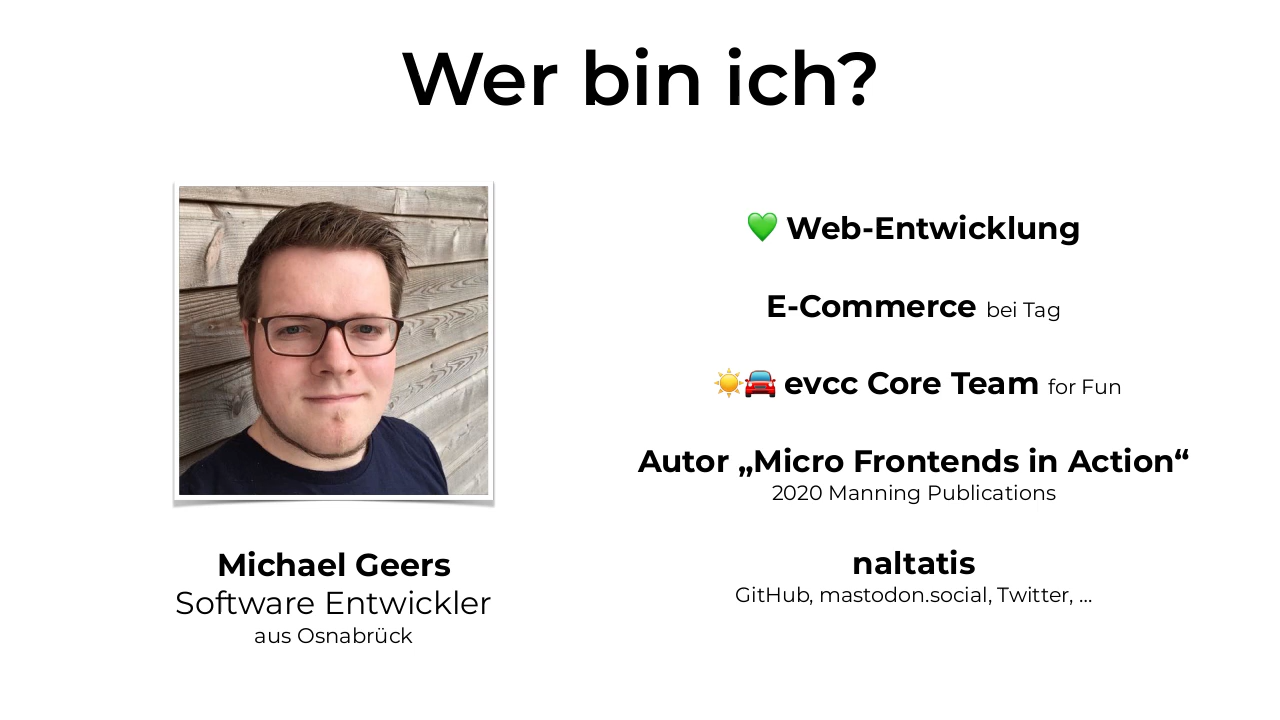 Wer bin ich?
Michael Geers
Software Entwickler
aus Osnabrück
💚 Web-Entwicklung
E-Commerce bei Tag
☀️🚘 evcc Core Team for Fun
Autor „Micro Frontends in Action“
2020 Manning Publications
naltatis
GitHub, mastodon.social, Twitter, ...